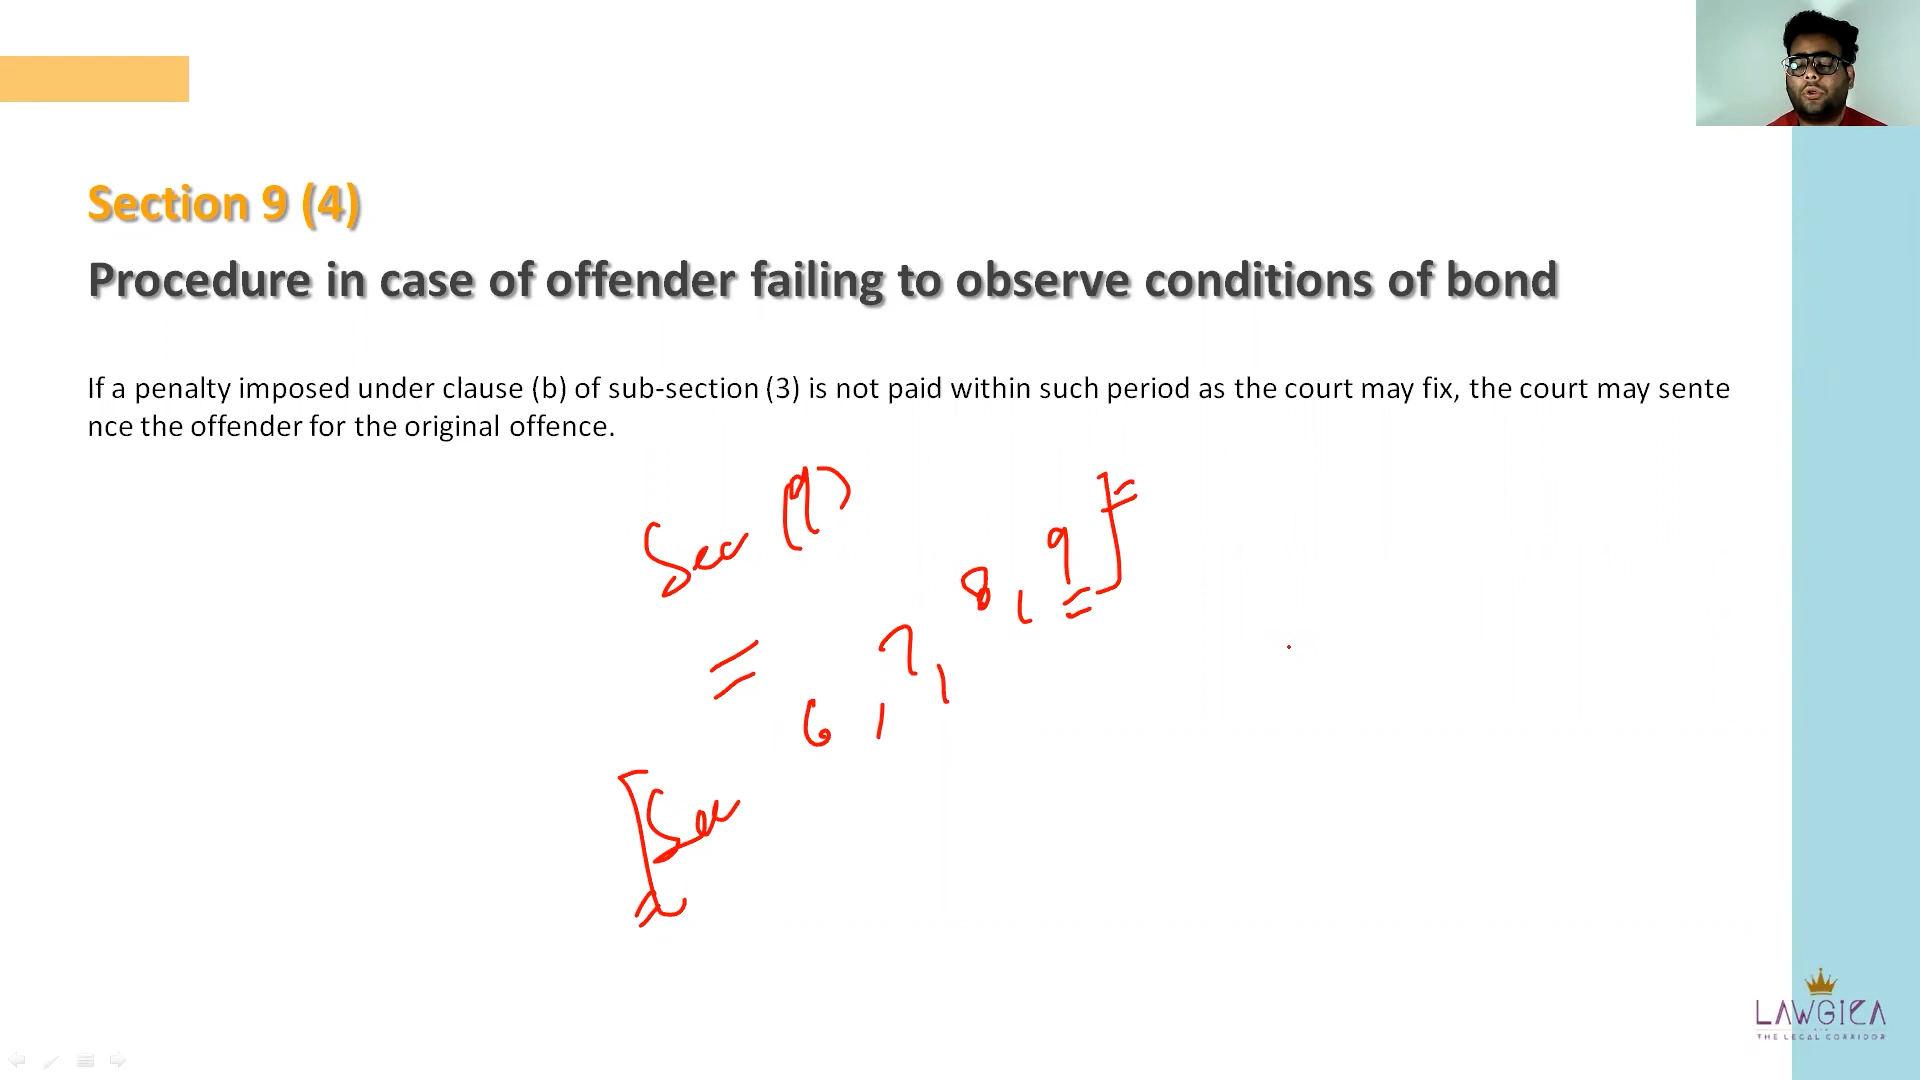 Section 9 (4)
Procedure in case of offender failing to observe conditions of bond
If a penalty imposed under clause (b) of sub-section (3) is not paid within such period as the court may fix, the court may sente
nce the offender for the original offence.
Sec (9)
= 6, 7, 8, 9]
[Sec
LAWGICA
THE LEGAL CORRIDOR